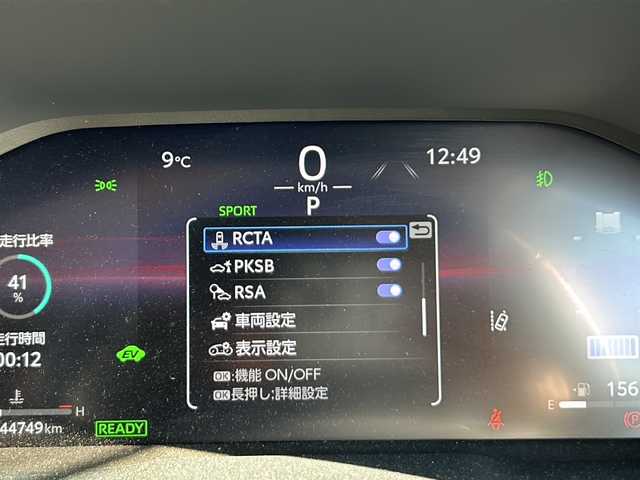 9℃
0
km/h
12:49
SPORT
P
走行比率
41
%
走行時間
00:12
EV
H
44749km
READY
RCTA
PKSB
RSA
車両設定
表示設定
OK:機能 ON/OFF
OK長押し:詳細設定
E
156
P